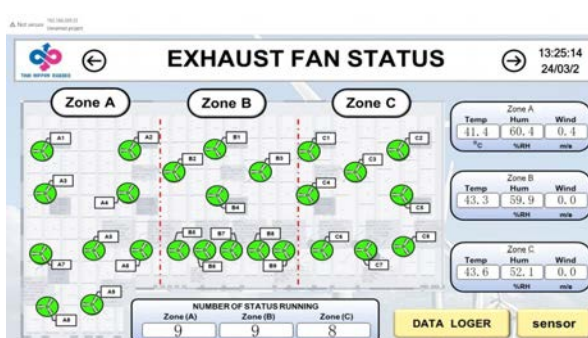 Not secure
Unnamed project
EXHAUST FAN STATUS
13:25:14
24/03/2
Zone A
Zone B
Zone C
A1
A2
B1
B2
B3
C1
C2
C3
A3
A4
B4
C4
C5
A7
A8
B5
B7
B8
B6
B9
C6
C7
C8
A9
Zone A
Temp Hum Wind
41.4 60.4 0.4
°C %RH m/s
Zone B
Temp Hum Wind
43.3 59.9 0.0
%RH m/s
Zone C
Temp Hum Wind
43.6 52.1 0.0
%RH m/s
NUMBER OF STATUS RUNNING
Zone (A) Zone (B) Zone (C)
9 9 8
DATA LOGER
sensor